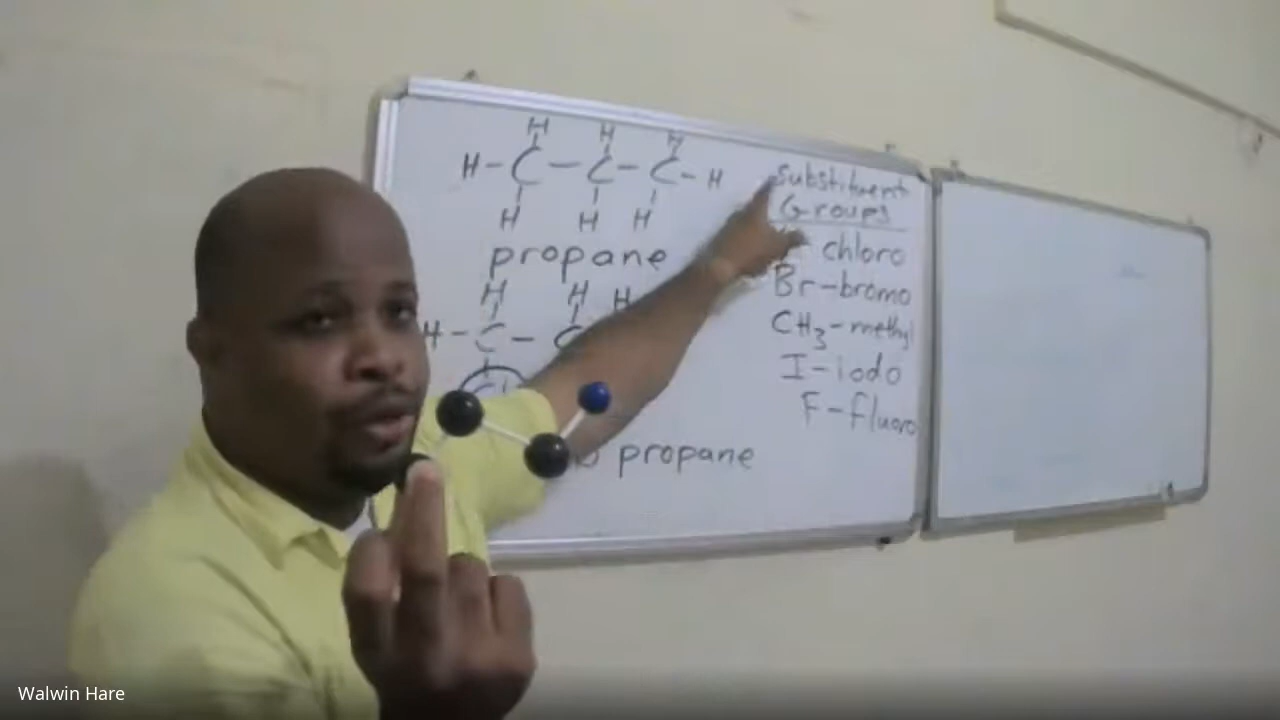 H H H
H-C-C-C-H
H H H
propane
H H H
H-C-C
propane
Substituent
Groups
chloro
Br-bromo
CH₃-methyl
I-iodo
F-fluoro
Walwin Hare